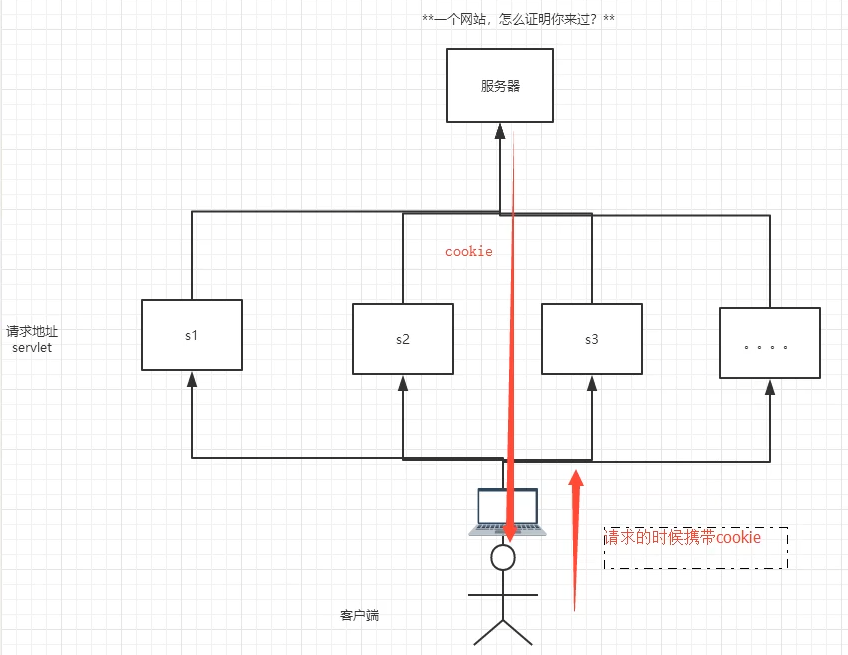 **一个网站，怎么证明你来过？**
服务器
cookie
请求地址
servlet
s1
s2
s3
。。。。
请求的时候携带cookie
客户端